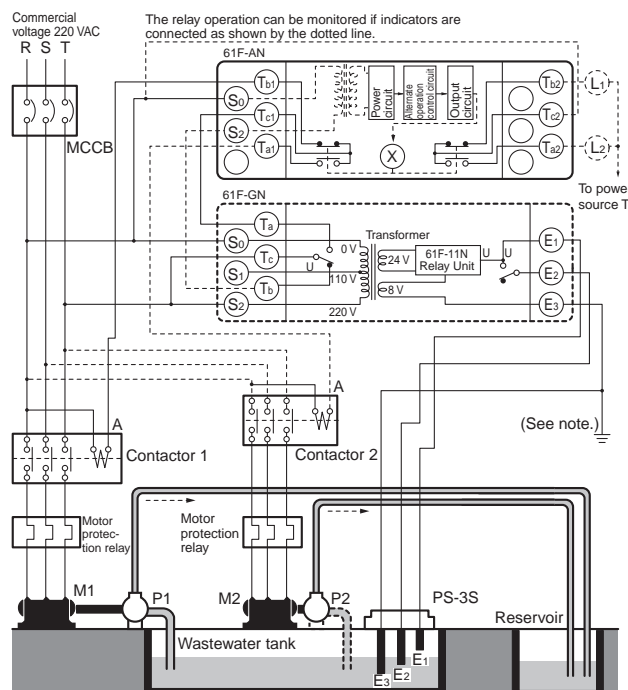 Commercial
voltage 220 VAC
R S T
The relay operation can be monitored if indicators are
connected as shown by the dotted line.
MCCB
61F-AN
Tb1
S0
Tc1
S2
Ta1
Power
circuit
Alternate
operation
control circuit
Output
circuit
X
Tb2
Tc2
Ta2
L1
L2
To power
source T
61F-GN
Ta
S0
Tc
S1
Tb
S2
U
Transformer
0 V
110 V
220 V
24 V
8 V
61F-11N
Relay Unit
U
U
E1
E2
E3
(See note.)
A
Contactor 1
A
Contactor 2
Motor
protec-
tion relay
Motor
protection
relay
M1
P1
M2
P2
PS-3S
Reservoir
Wastewater tank
E1
E2
E3